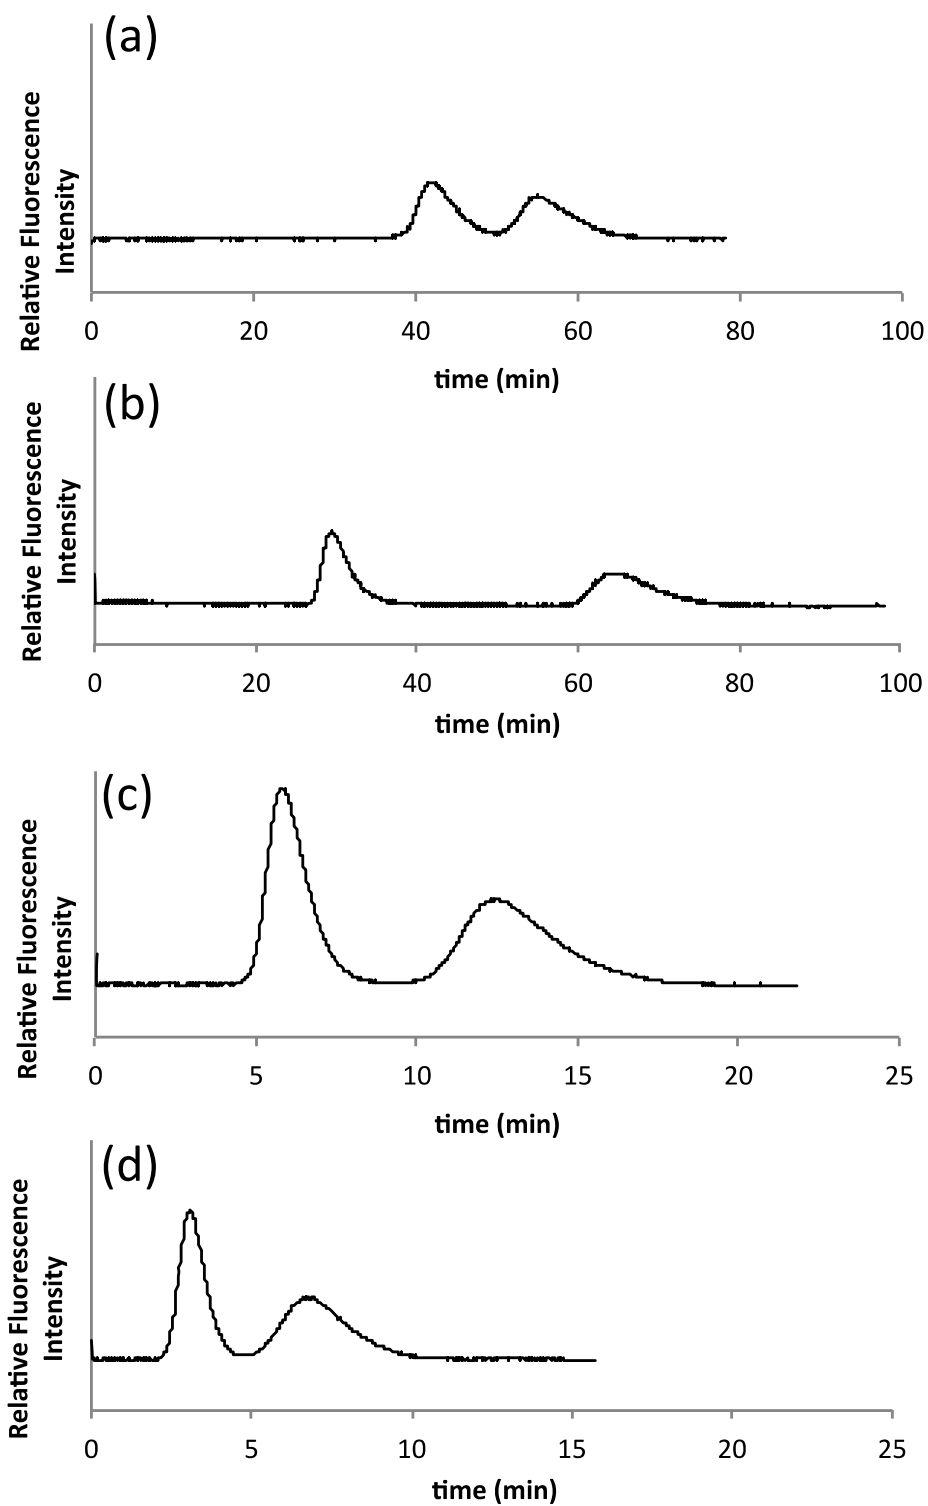 (a)
Relative Fluorescence
Intensity
0 20 40 60 80 100
time (min)
(b)
Relative Fluorescence
Intensity
0 20 40 60 80 100
time (min)
(c)
Relative Fluorescence
Intensity
0 5 10 15 20 25
time (min)
(d)
Relative Fluorescence
Intensity
0 5 10 15 20 25
time (min)